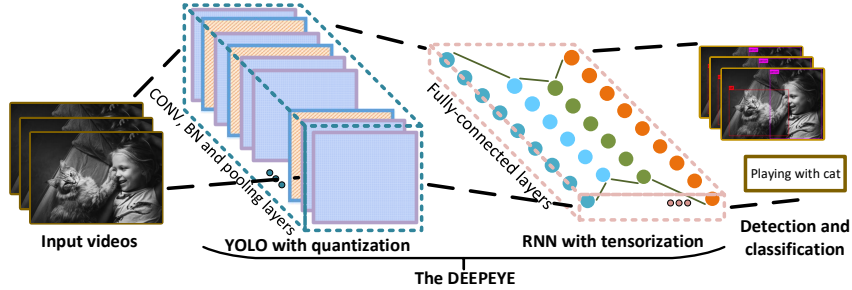 CONV, BN and pooling layers
Fully-connected layers
Playing with cat
Input videos
YOLO with quantization
RNN with tensorization
Detection and
classification
The DEEPEYE